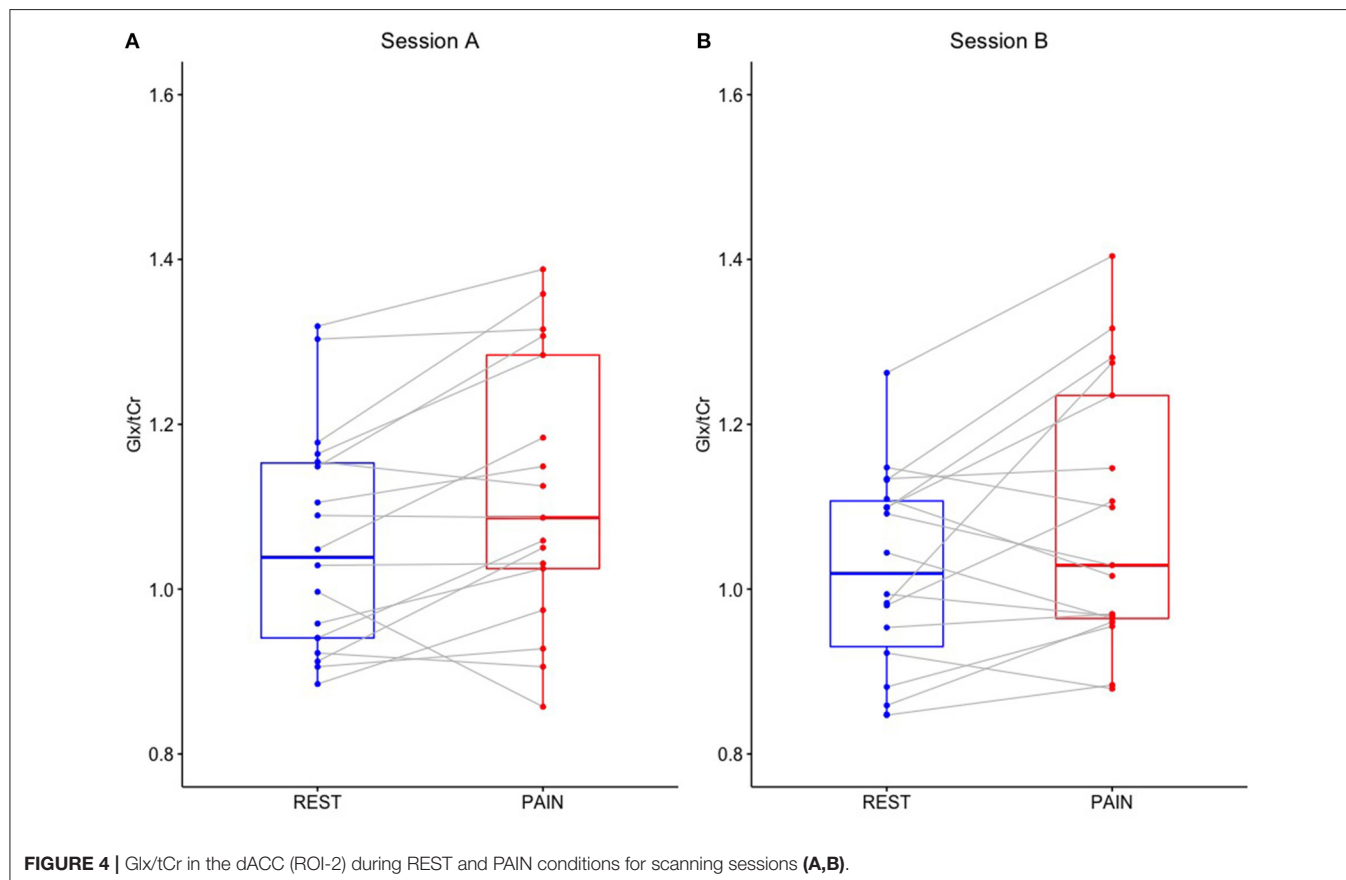 A
Session A
1.6
1.4
1.2
1.0
0.8
Glx/tCr
REST
PAIN
B
Session B
1.6
1.4
1.2
1.0
0.8
Glx/tCr
REST
PAIN
FIGURE 4 | Glx/tCr in the dACC (ROI-2) during REST and PAIN conditions for scanning sessions (A,B).